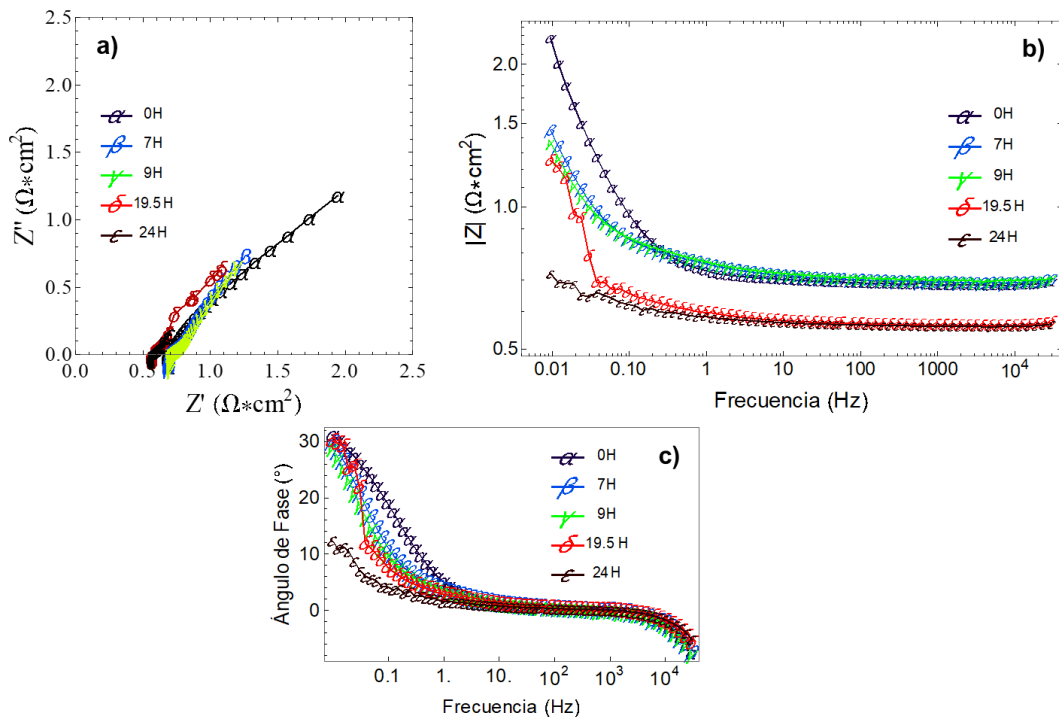 a)
Z'' (Ω*cm²)
2.5
2.0
1.5
1.0
0.5
0.0
α 0H
β 7H
γ 9H
δ 19.5 H
ε 24H
0.0 0.5 1.0 1.5 2.0 2.5
Z' (Ω*cm²)
b)
|Z| (Ω*cm²)
2.0
1.5
1.0
0.5
α 0H
β 7H
γ 9H
δ 19.5 H
ε 24H
0.01 0.10 1 10 100 1000 10⁴
Frecuencia (Hz)
c)
Ángulo de Fase (°)
30
20
10
0
α 0H
β 7H
γ 9H
δ 19.5 H
ε 24H
0.1 1. 10. 10² 10³ 10⁴
Frecuencia (Hz)